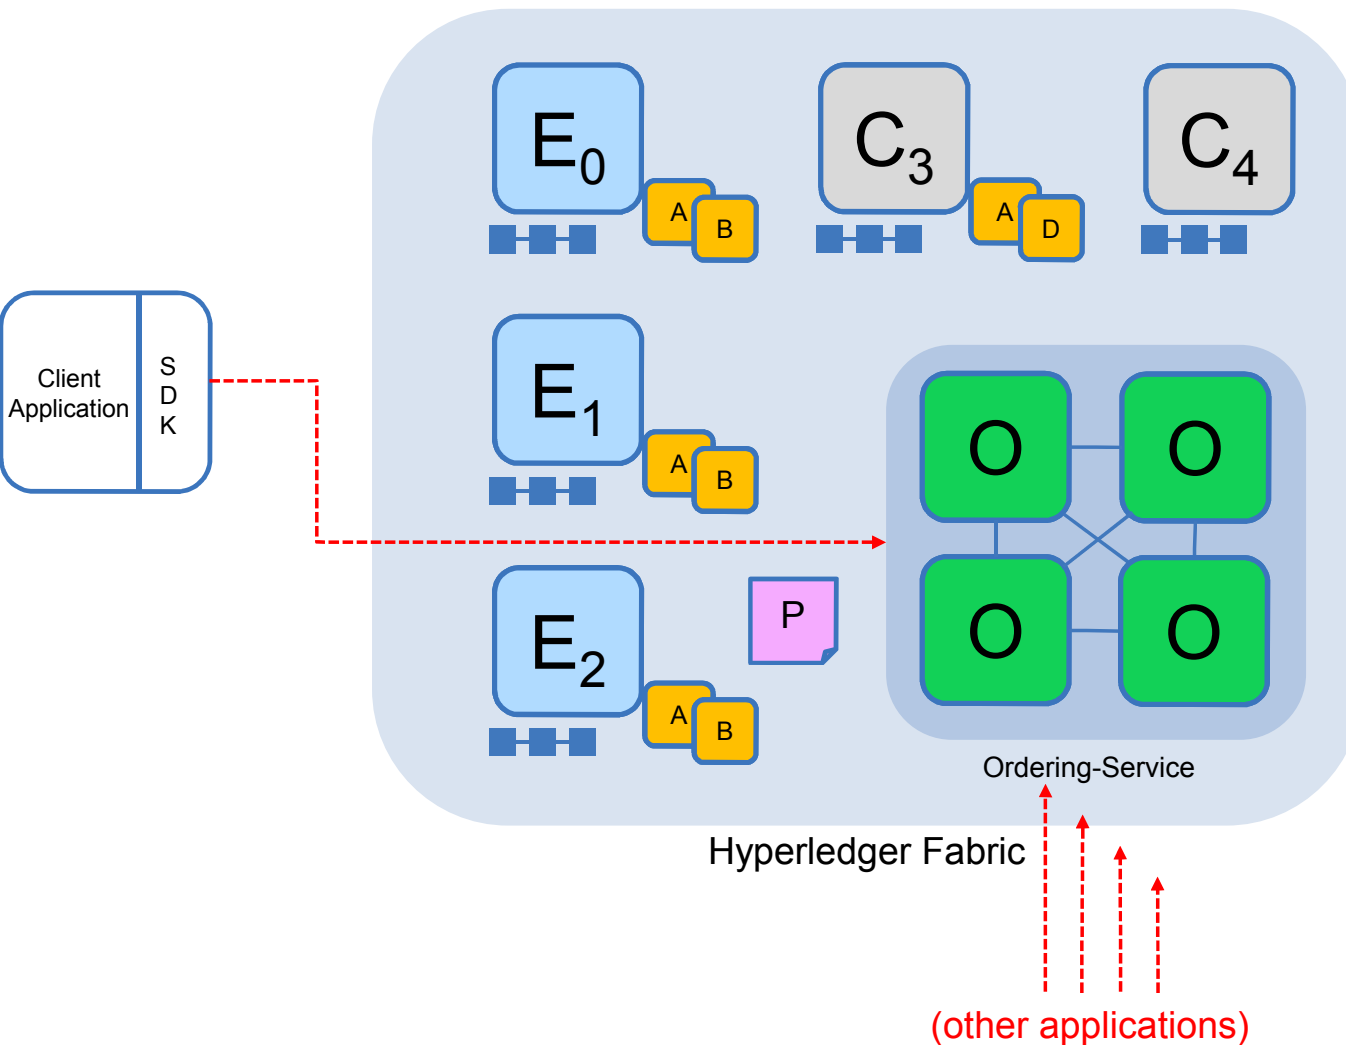 E0
A
B
C3
A
D
C4
Client
Application
S
D
K
E1
A
B
O
O
E2
A
B
P
O
O
Ordering-Service
Hyperledger Fabric
(other applications)